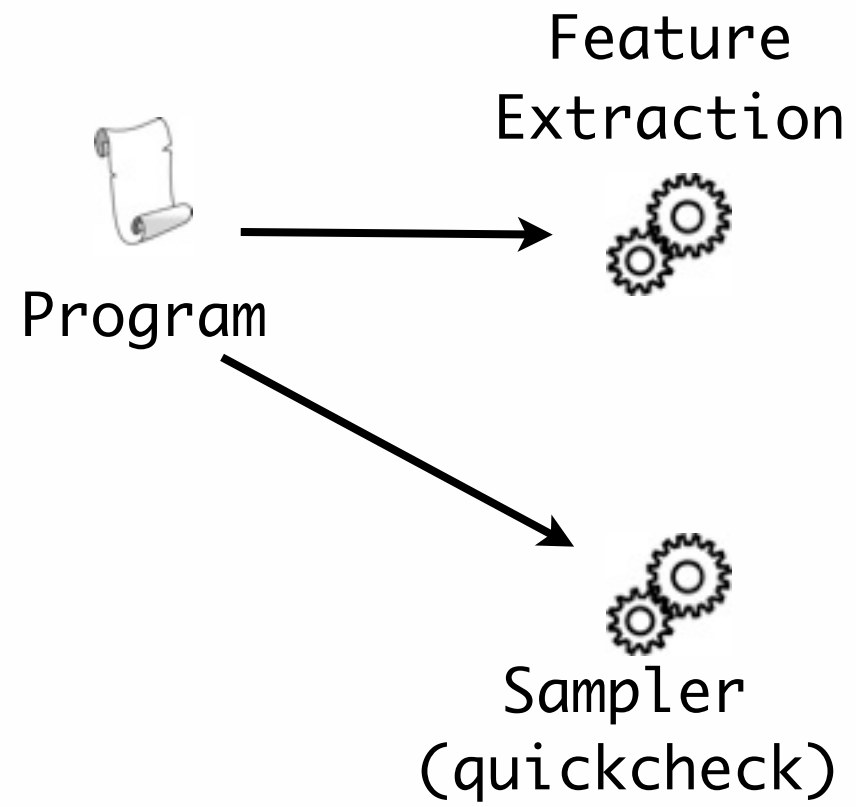 Feature
Extraction
Program
Sampler
(quickcheck)